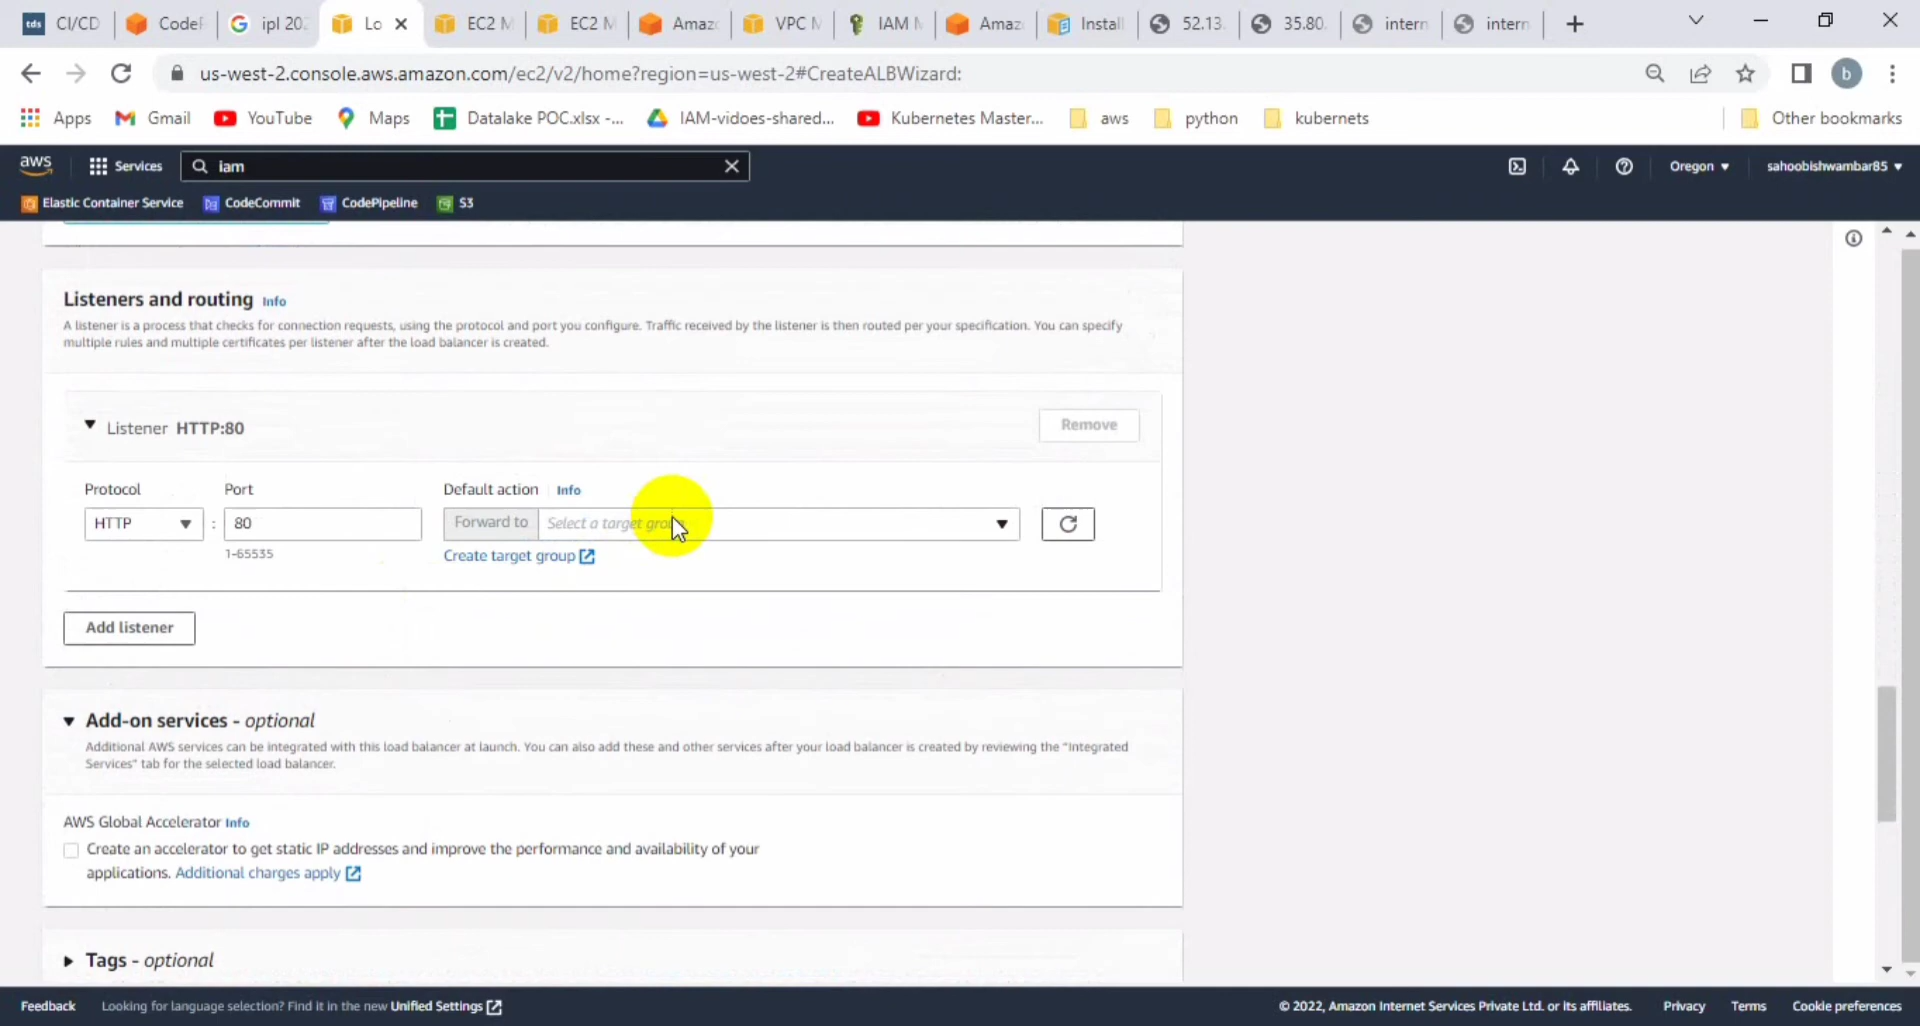 tds CI/CD
CodeP
ipl 202
Lo
EC2 M
EC2 M
Amaz
VPC M
IAM M
Amaz
Install
52.13.
35.80.
intern
intern
us-west-2.console.aws.amazon.com/ec2/v2/home?region=us-west-2#CreateALBWizard:
b
Apps
Gmail
YouTube
Maps
Datalake POC.xlsx -...
IAM-vidoes-shared...
Kubernetes Master...
aws
python
kubernets
Other bookmarks
aws
Services
iam
Oregon
sahoobishwambar85
Elastic Container Service
CodeCommit
CodePipeline
S3
Listeners and routing Info
A listener is a process that checks for connection requests, using the protocol and port you configure. Traffic received by the listener is then routed per your specification. You can specify
multiple rules and multiple certificates per listener after the load balancer is created.
Listener HTTP:80
Remove
Protocol
Port
Default action Info
HTTP
:
80
Forward to
Select a target group
1-65535
Create target group
Add listener
Add-on services - optional
Additional AWS services can be integrated with this load balancer at launch. You can also add these and other services after your load balancer is created by reviewing the "Integrated
Services" tab for the selected load balancer.
AWS Global Accelerator Info
Create an accelerator to get static IP addresses and improve the performance and availability of your
applications. Additional charges apply
Tags - optional
Feedback
Looking for language selection? Find it in the new Unified Settings
© 2022, Amazon Internet Services Private Ltd. or its affiliates.
Privacy
Terms
Cookie preferences